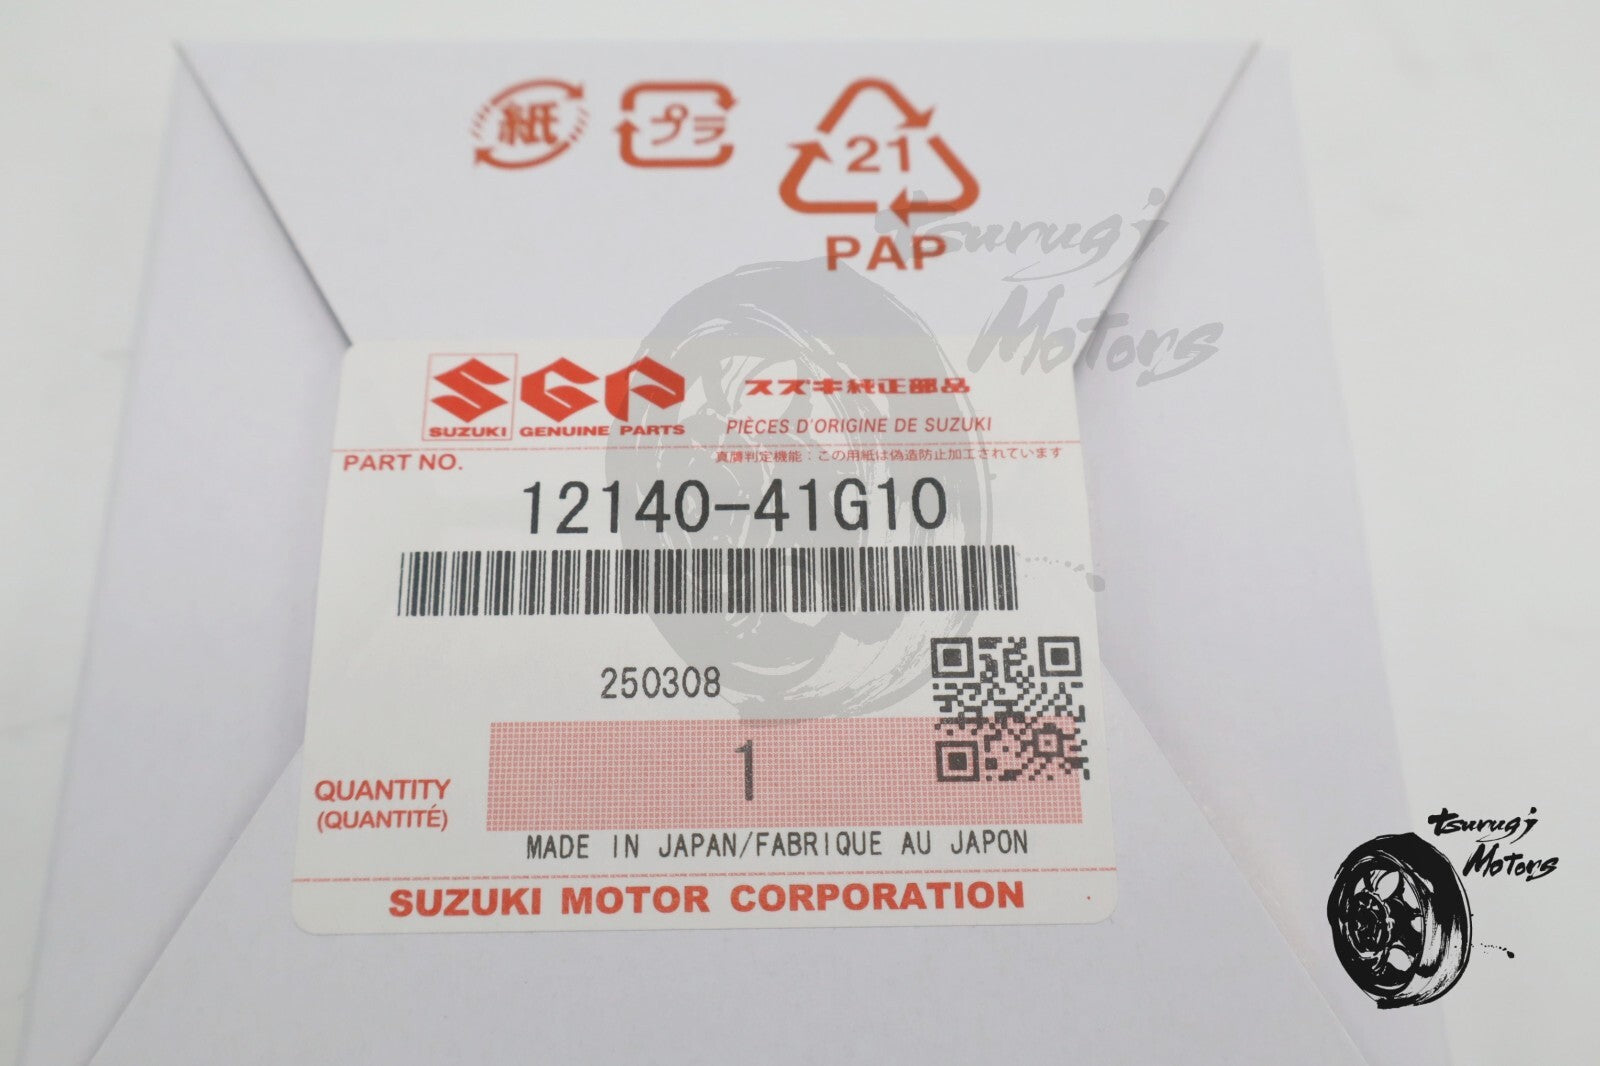 紙
プラ
21
PAP
tsurugi
Motors
SUZUKI
SGP
GENUINE PARTS
スズキ純正部品
PIÈCES D'ORIGINE DE SUZUKI
PART NO.
真贋判定機能:この用紙は偽造防止加工されています
12140-41G10
250308
QUANTITY
(QUANTITÉ)
1
MADE IN JAPAN/FABRIQUE AU JAPON
SUZUKI MOTOR CORPORATION
tsurugi
Motors